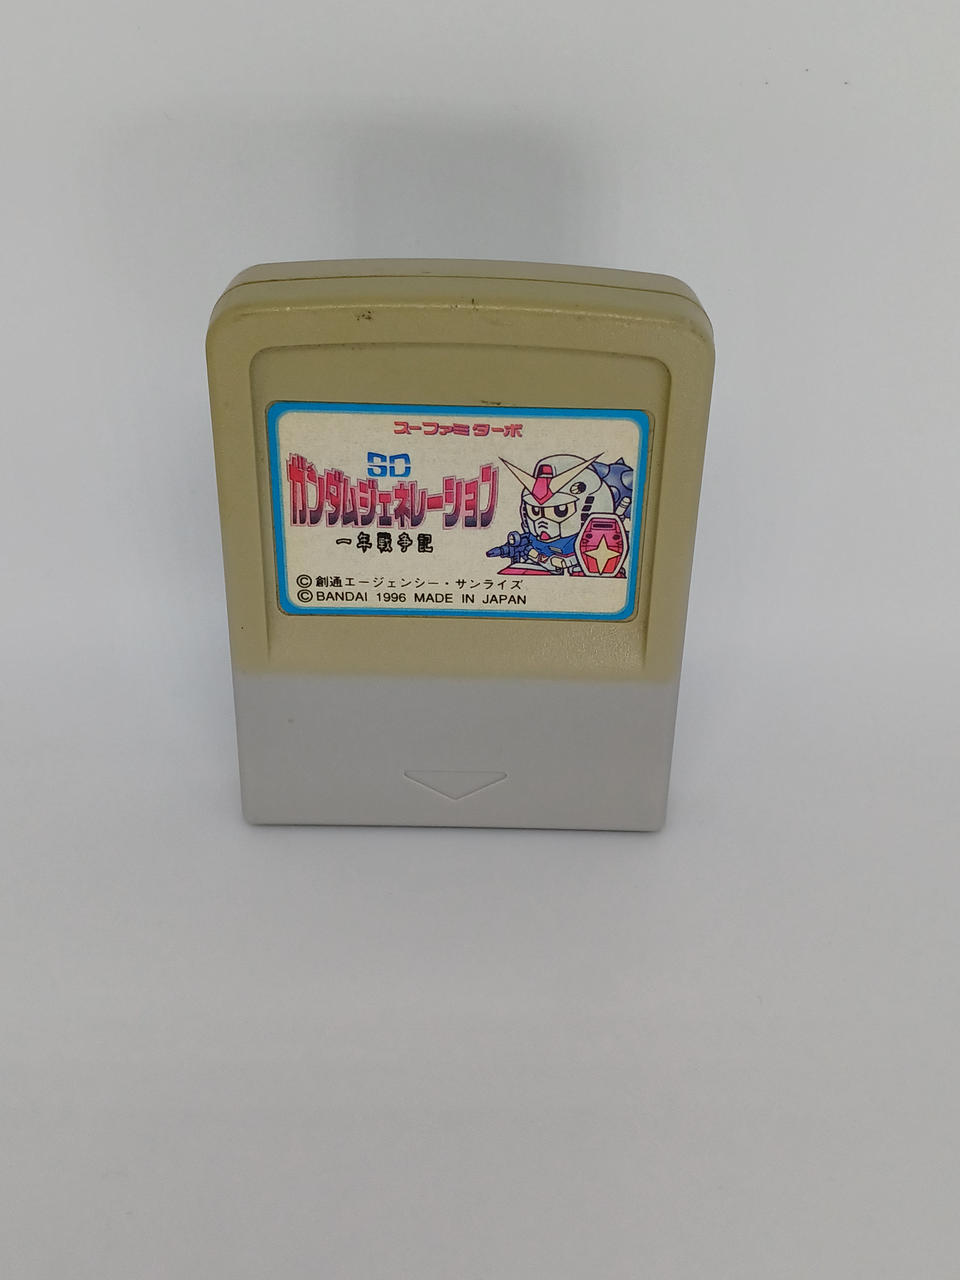 スーファミターボ
SD
ガンダムジェネレーション
一年戦争記
©創通エージェンシー・サンライズ
©BANDAI 1996 MADE IN JAPAN